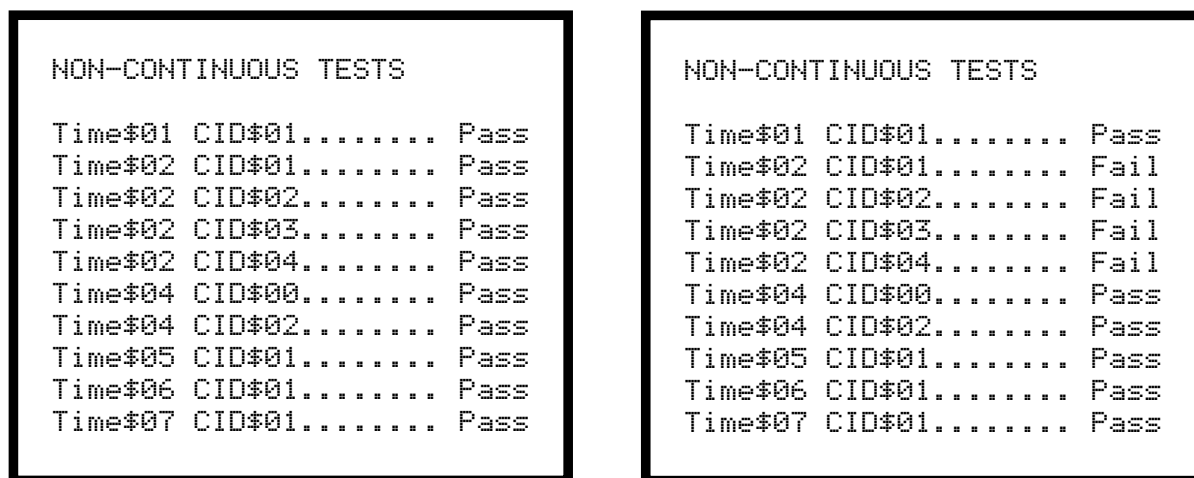 NON-CONTINUOUS TESTS
Time$01 CID$01........ Pass
Time$02 CID$01........ Pass
Time$02 CID$02........ Pass
Time$02 CID$03........ Pass
Time$02 CID$04........ Pass
Time$04 CID$00........ Pass
Time$04 CID$02........ Pass
Time$05 CID$01........ Pass
Time$06 CID$01........ Pass
Time$07 CID$01........ Pass
NON-CONTINUOUS TESTS
Time$01 CID$01........ Pass
Time$02 CID$01........ Fail
Time$02 CID$02........ Fail
Time$02 CID$03........ Fail
Time$02 CID$04........ Fail
Time$04 CID$00........ Pass
Time$04 CID$02........ Pass
Time$05 CID$01........ Pass
Time$06 CID$01........ Pass
Time$07 CID$01........ Pass